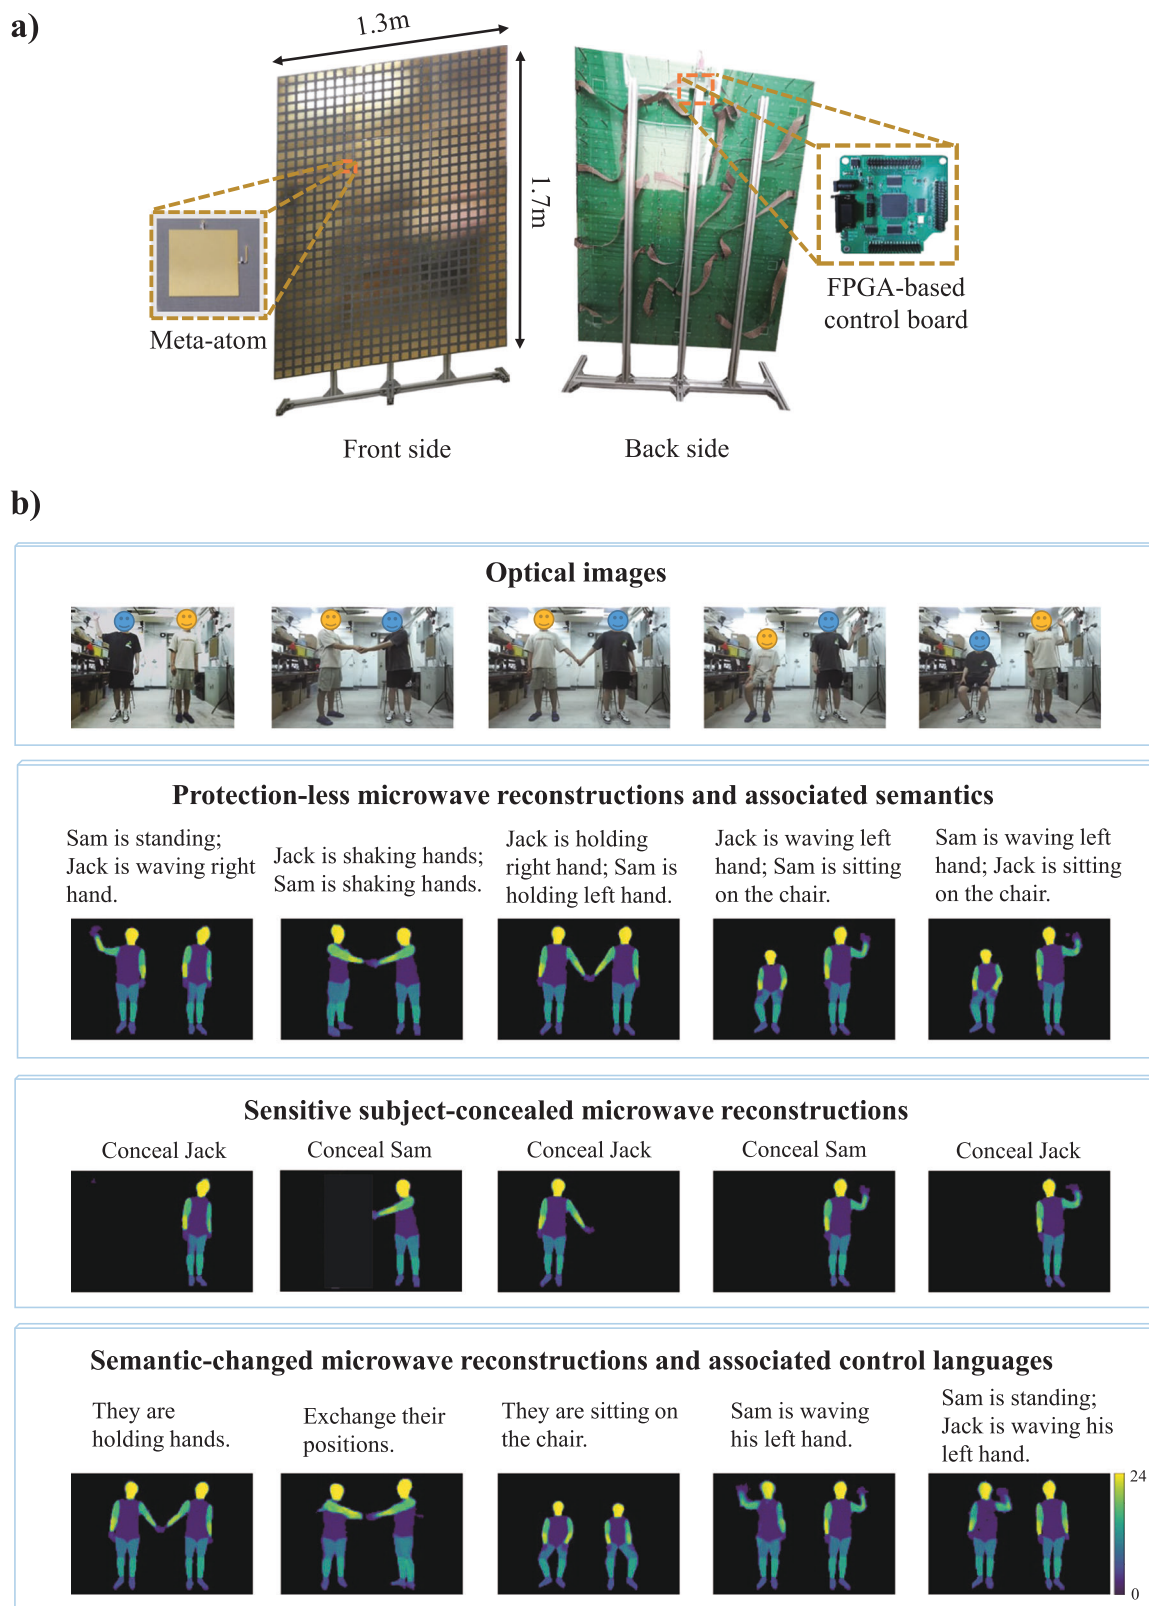 a)
1.3m
1.7m
Meta-atom
FPGA-based
control board
Front side
Back side
b)
Optical images
Protection-less microwave reconstructions and associated semantics
Sam is standing;
Jack is waving right
hand.
Jack is shaking hands;
Sam is shaking hands.
Jack is holding
right hand; Sam is
holding left hand.
Jack is waving left
hand; Sam is sitting
on the chair.
Sam is waving left
hand; Jack is sitting
on the chair.
Sensitive subject-concealed microwave reconstructions
Conceal Jack
Conceal Sam
Conceal Jack
Conceal Sam
Conceal Jack
Semantic-changed microwave reconstructions and associated control languages
They are
holding hands.
Exchange their
positions.
They are sitting on
the chair.
Sam is waving
his left hand.
Sam is standing;
Jack is waving his
left hand.
24
0